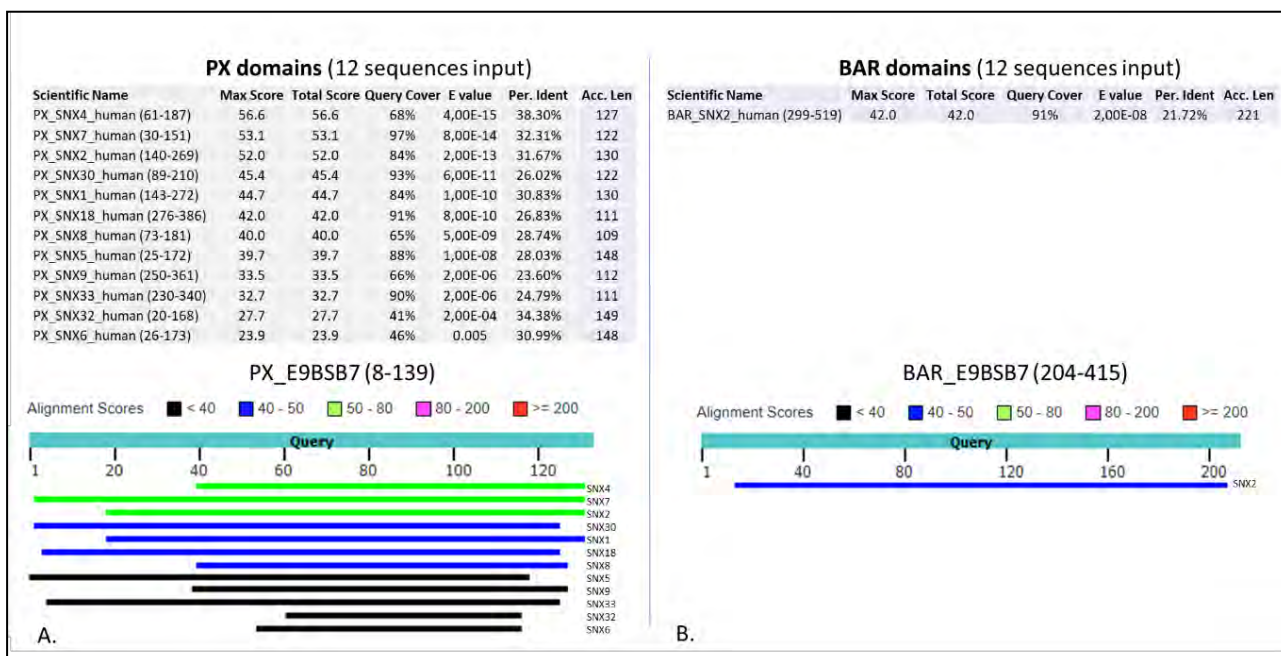 PX domains (12 sequences input)
Scientific Name Max Score Total Score Query Cover E value Per. Ident Acc. Len
PX_SNX4_human (61-187) 56.6 56.6 68% 4,00E-15 38.30% 127
PX_SNX7_human (30-151) 53.1 53.1 97% 8,00E-14 32.31% 122
PX_SNX2_human (140-269) 52.0 52.0 84% 2,00E-13 31.67% 130
PX_SNX30_human (89-210) 45.4 45.4 93% 6,00E-11 26.02% 122
PX_SNX1_human (143-272) 44.7 44.7 84% 1,00E-10 30.83% 130
PX_SNX18_human (276-386) 42.0 42.0 91% 8,00E-10 26.83% 111
PX_SNX8_human (73-181) 40.0 40.0 65% 5,00E-09 28.74% 109
PX_SNX5_human (25-172) 39.7 39.7 88% 1,00E-08 28.03% 148
PX_SNX9_human (250-361) 33.5 33.5 66% 2,00E-06 23.60% 112
PX_SNX33_human (230-340) 32.7 32.7 90% 2,00E-06 24.79% 111
PX_SNX32_human (20-168) 27.7 27.7 41% 2,00E-04 34.38% 149
PX_SNX6_human (26-173) 23.9 23.9 46% 0.005 30.99% 148
PX_E9BSB7 (8-139)
Alignment Scores < 40 40 - 50 50 - 80 80 - 200 >= 200
Query
1 20 40 60 80 100 120
SNX4
SNX7
SNX2
SNX30
SNX1
SNX18
SNX8
SNX5
SNX9
SNX33
SNX32
SNX6
A.
BAR domains (12 sequences input)
Scientific Name Max Score Total Score Query Cover E value Per. Ident Acc. Len
BAR_SNX2_human (299-519) 42.0 42.0 91% 2,00E-08 21.72% 221
BAR_E9BSB7 (204-415)
Alignment Scores < 40 40 - 50 50 - 80 80 - 200 >= 200
Query
1 40 80 120 160 200
SNX2
B.